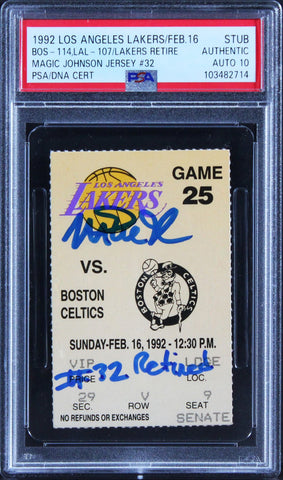 1992 LOS ANGELES LAKERS/FEB.16 STUB
BOS - 114,LAL - 107/LAKERS RETIRE AUTHENTIC
MAGIC JOHNSON JERSEY #32 AUTO 10
PSA/DNA CERT PSA 103482714
LOS ANGELES
LAKERS
GAME
25
VS.
BOSTON
CELTICS
BOSTON
CELTICS
SUNDAY-FEB. 16, 1992 - 12:30 P.M.
VIP LOGE
#32 Retired
PRICE LOC.
29 V 9
SEC. ROW SEAT
NO REFUNDS OR EXCHANGES SENATE